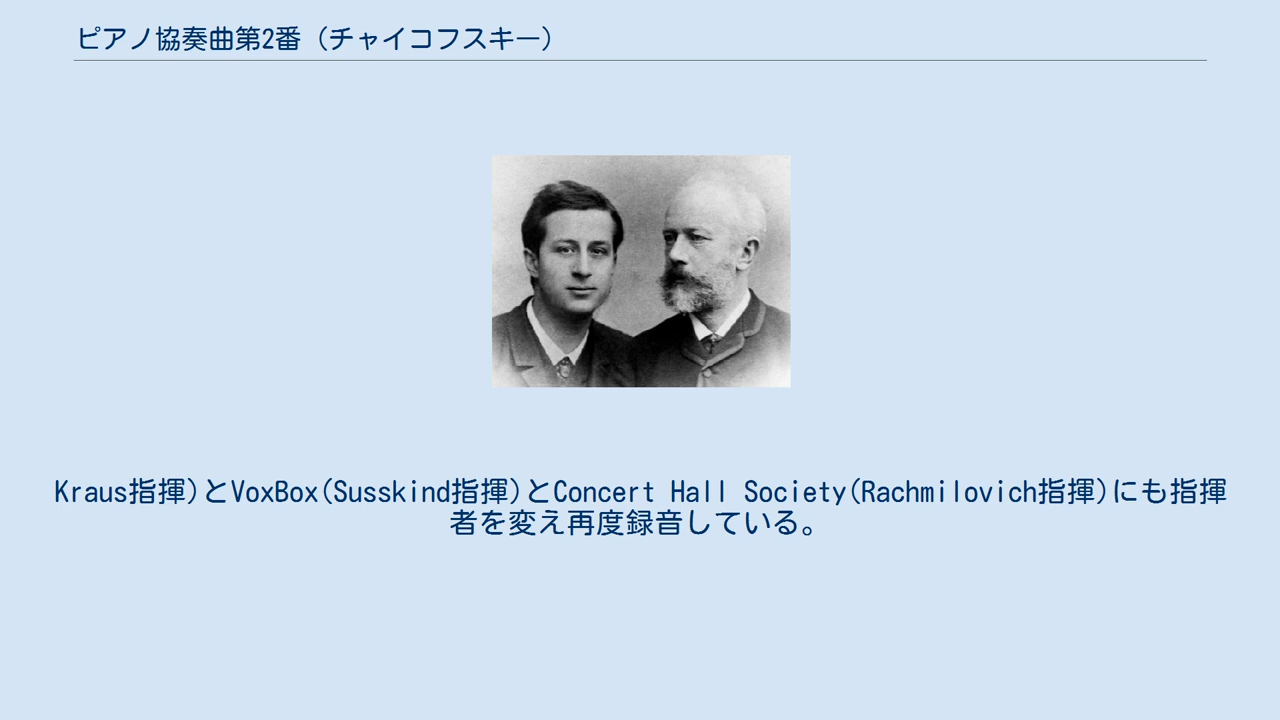 ピアノ協奏曲第2番（チャイコフスキー）
Kraus指揮)とVoxBox(Susskind指揮)とConcert Hall Society(Rachmilovich指揮)にも指揮
者を変え再度録音している。